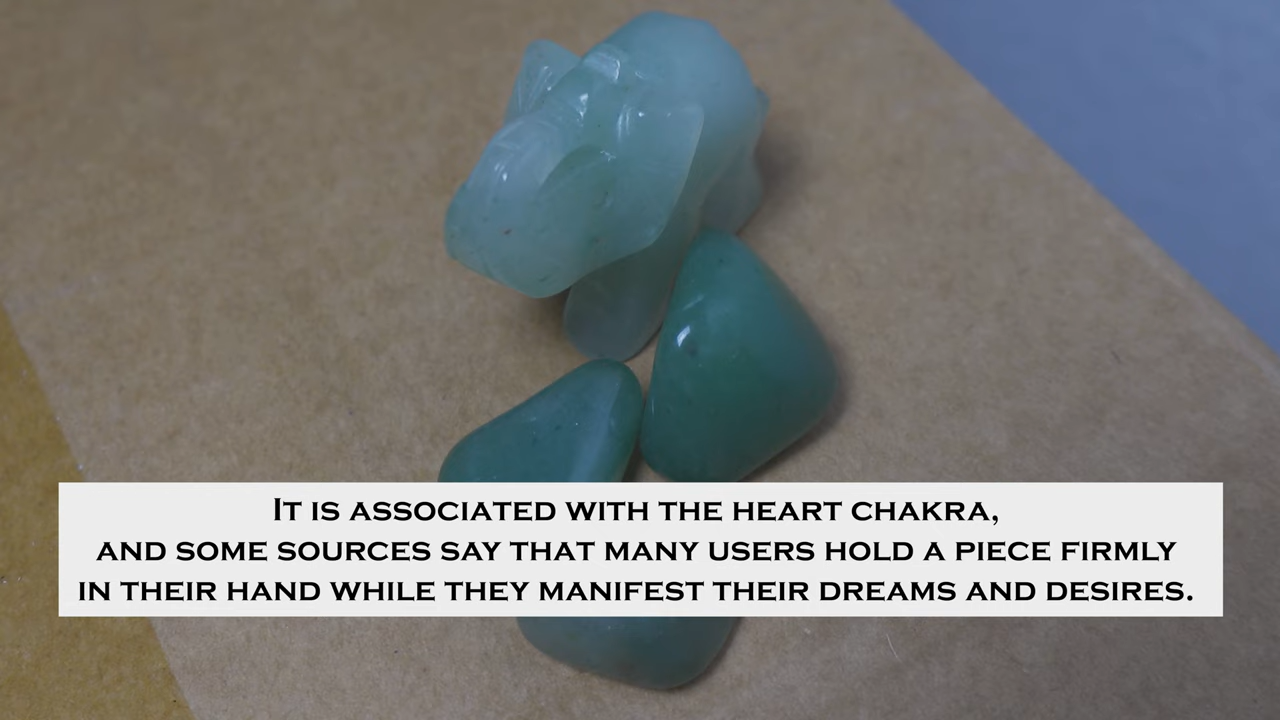 It is associated with the heart chakra,
and some sources say that many users hold a piece firmly
in their hand while they manifest their dreams and desires.